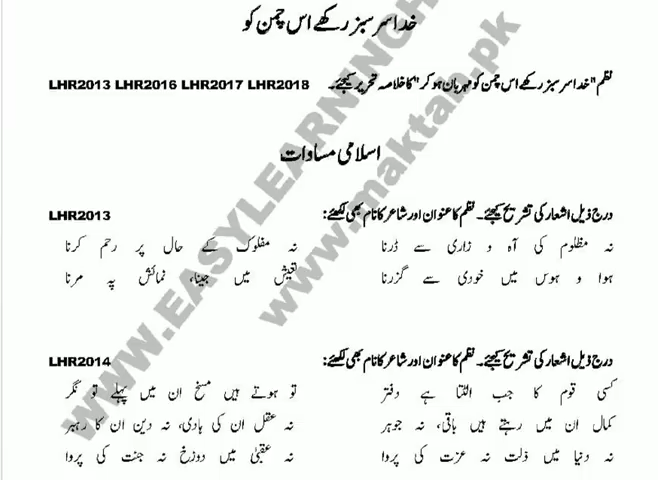 خدا سر سبز رکھے اس چمن کو
نظم "خدا سر سبز رکھے اس چمن کو مہرباں ہو کر" کا خلاصہ تحریر کیجئے۔ LHR2013 LHR2016 LHR2017 LHR2018
اسلامی مساوات
درج ذیل اشعار کی تشریح کیجئے۔ نظم کا عنوان اور شاعر کا نام بھی لکھئے: LHR2013
نہ مظلوم کی آہ و زاری سے ڈرنا نہ مفلوک کے حال پر رحم کرنا
ہوا و ہوس میں خودی سے گزرنا تعیش میں جینا، نمائش پہ مرنا
درج ذیل اشعار کی تشریح کیجئے۔ نظم کا عنوان اور شاعر کا نام بھی لکھئے: LHR2014
کسی قوم کا جب الٹتا ہے دفتر تو ہوتے ہیں مسخ ان میں پہلے تو نگر
کمال ان میں رہتے ہیں باقی، نہ جوہر نہ عقل ان کی ہادی، نہ دین ان کا رہبر
نہ دنیا میں ذلت نہ عزت کی پروا نہ عقبیٰ میں دوزخ نہ جنت کی پروا
www.EASYLEARNINGH
www.maktab.pk